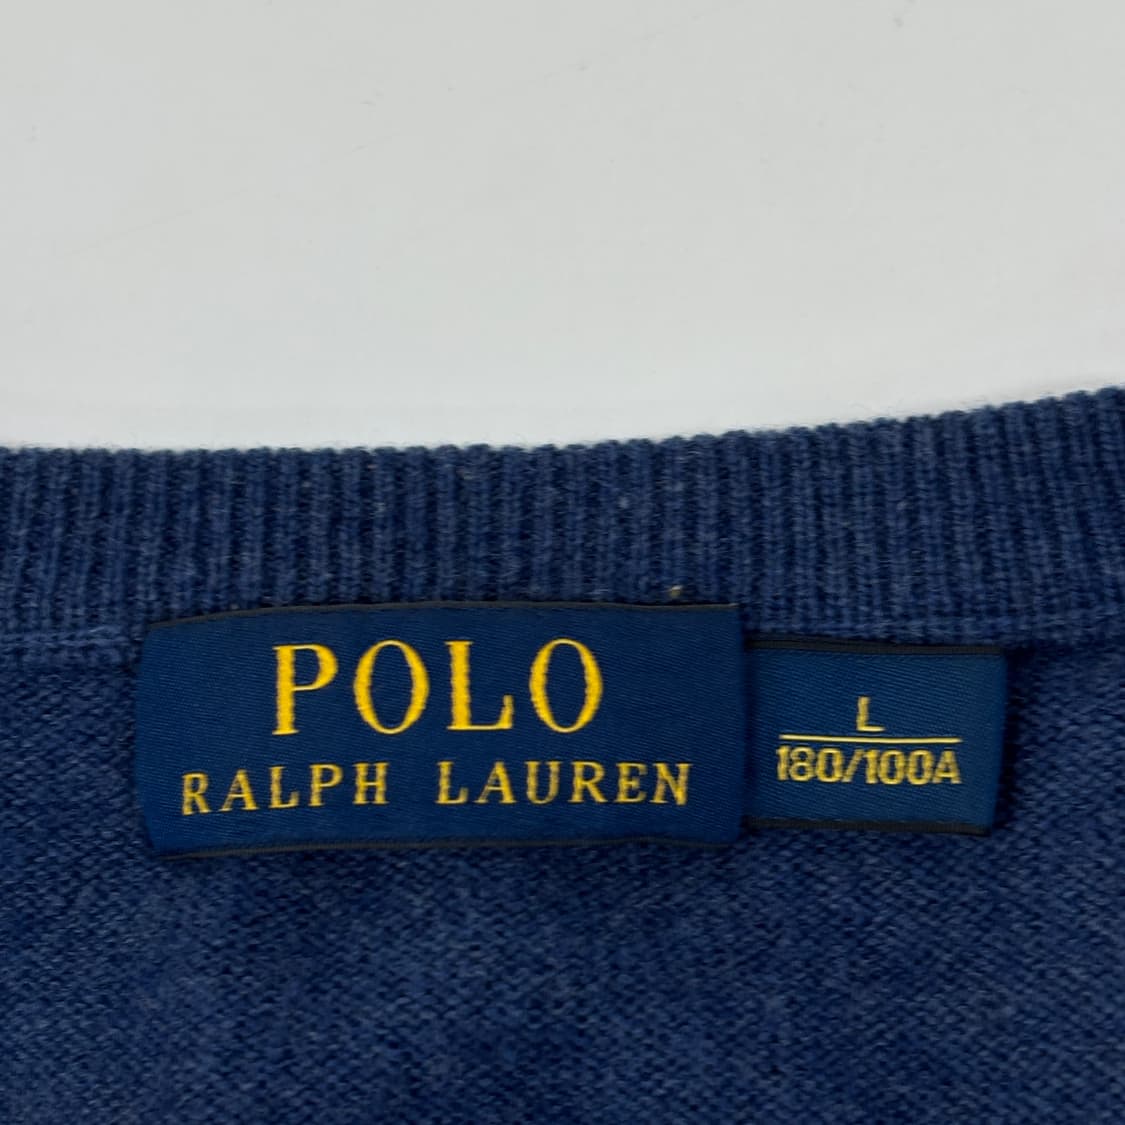 POLO
RALPH LAUREN
L
180/100A